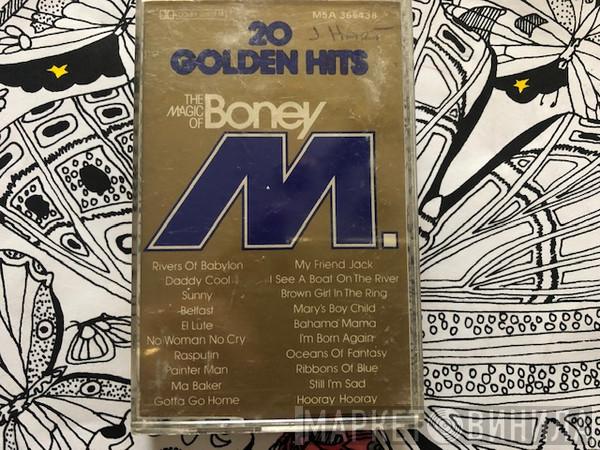 M5A 366438
20
GOLDEN HITS
THE
MAGIC
OF
Boney
M.
Rivers Of Babylon
Daddy Cool
Sunny
Belfast
El Lute
No Woman No Cry
Rasputin
Painter Man
Ma Baker
Gotta Go Home
My Friend Jack
I See A Boat On The River
Brown Girl In The Ring
Mary's Boy Child
Bahama Mama
I'm Born Again
Oceans Of Fantasy
Ribbons Of Blue
Still I'm Sad
Hooray Hooray